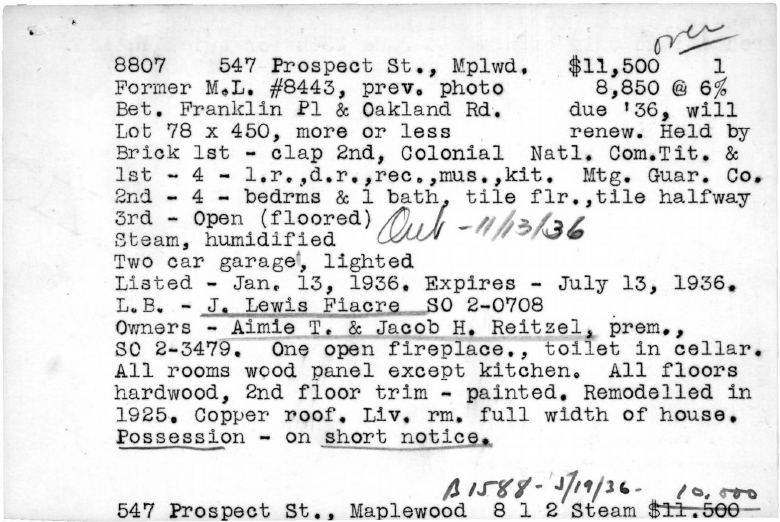 over
8807 547 Prospect St., Mplwd. $11,500 1
Former M.L. #8443, prev. photo 8,850 @ 6%
Bet. Franklin Pl & Oakland Rd. due '36, will
Lot 78 x 450, more or less renew. Held by
Brick 1st - clap 2nd, Colonial Natl. Com.Tit. &
1st - 4 - l.r.,d.r.,rec.,mus.,kit. Mtg. Guar. Co.
2nd - 4 - bedrms & 1 bath, tile flr.,tile halfway
3rd - Open (floored) Out - 11/13/36
Steam, humidified
Two car garage, lighted
Listed - Jan. 13, 1936. Expires - July 13, 1936.
L.B. - J. Lewis Fiacre SO 2-0708
Owners - Aimie T. & Jacob H. Reitzel, prem.,
SO 2-3479. One open fireplace., toilet in cellar.
All rooms wood panel except kitchen. All floors
hardwood, 2nd floor trim - painted. Remodelled in
1925. Copper roof. Liv. rm. full width of house.
Possession - on short notice.
B1588 - 5/19/36 - 10,000
547 Prospect St., Maplewood 8 1 2 Steam $11.500